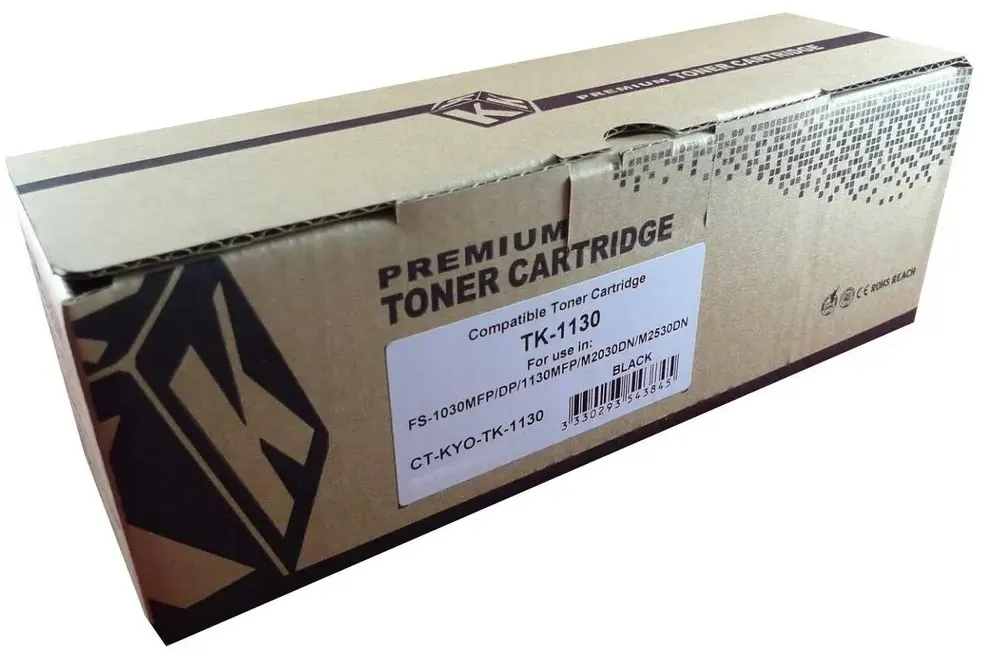 PREMIUM TONER CARTRIDGE
K
PREMIUM
TONER CARTRIDGE
CE ROHS REACH
Compatible Toner Cartridge
TK-1130
For use in:
FS-1030MFP/DP/1130MFP/M2030DN/M2530DN
BLACK
CT-KYO-TK-1130
3 330293 543845
K